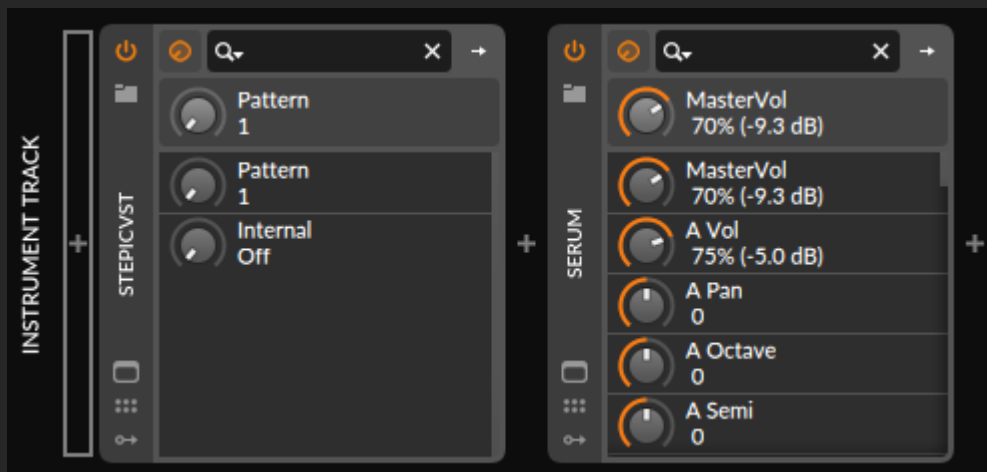 INSTRUMENT TRACK
STEPICVST
Pattern
1
Pattern
1
Internal
Off
SERUM
MasterVol
70% (-9.3 dB)
MasterVol
70% (-9.3 dB)
A Vol
75% (-5.0 dB)
A Pan
0
A Octave
0
A Semi
0